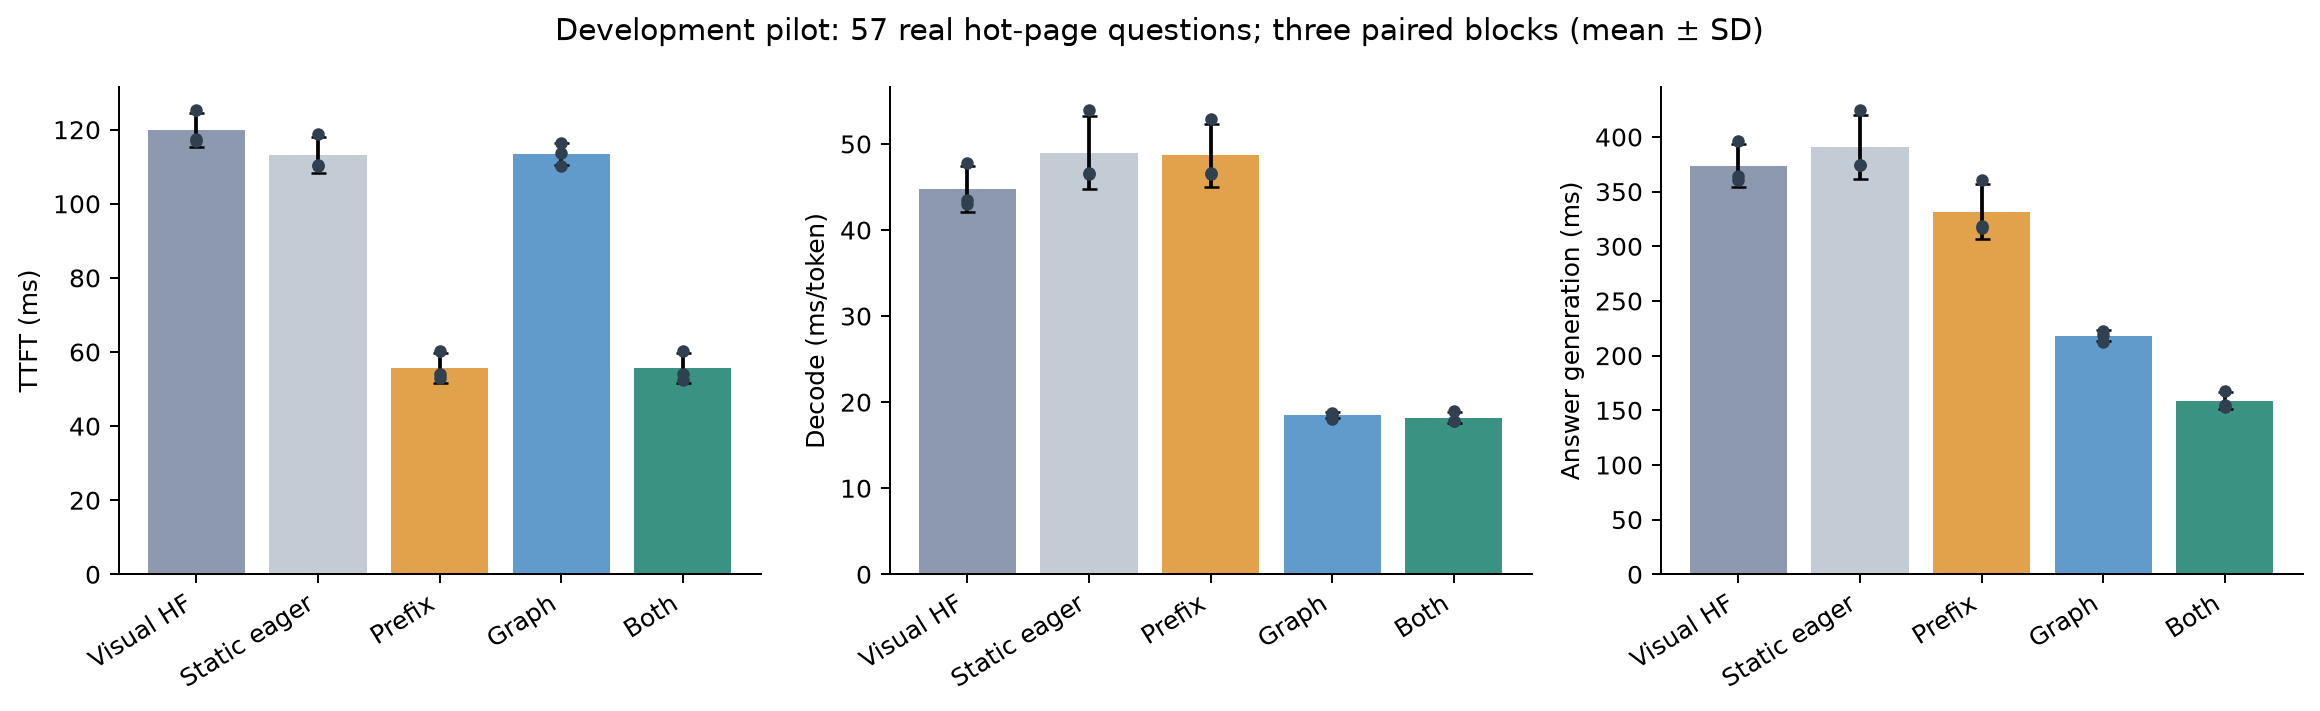 Development pilot: 57 real hot-page questions; three paired blocks (mean ± SD)
TTFT (ms)
120
100
80
60
40
20
0
Visual HF
Static eager
Prefix
Graph
Both
Decode (ms/token)
50
40
30
20
10
0
Visual HF
Static eager
Prefix
Graph
Both
Answer generation (ms)
400
350
300
250
200
150
100
50
0
Visual HF
Static eager
Prefix
Graph
Both